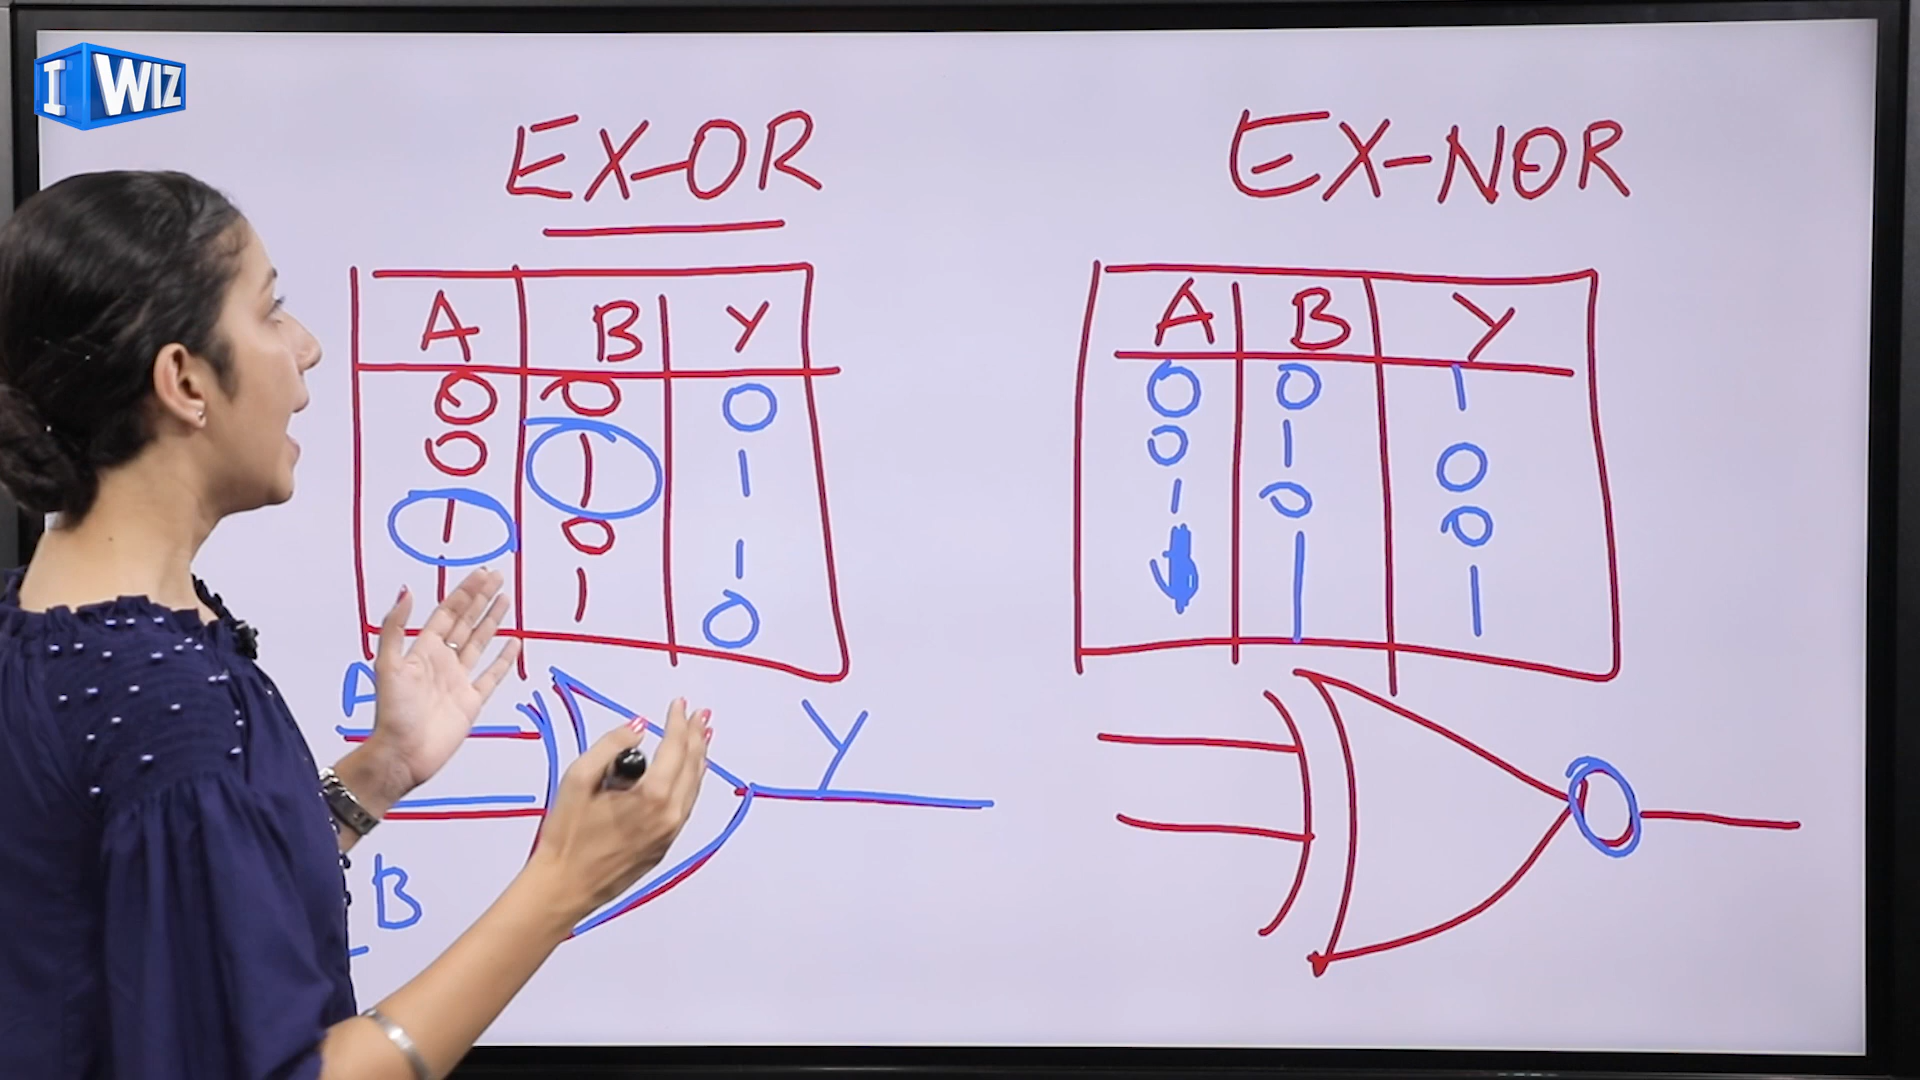 I WIZ
EX-OR
A B Y
0 0 0
0 1 1
1 0 1
1 1 0
A
B
Y
EX-NOR
A B Y
0 0 1
0 1 0
1 0 0
1 1 1